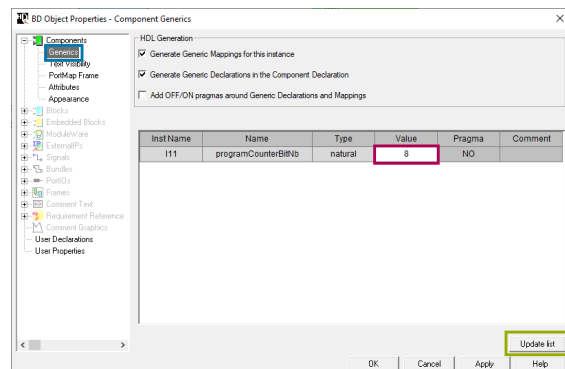 BD Object Properties - Component Generics
Components
Generics
Text Visibility
PortMap Frame
Attributes
Appearance
Blocks
Embedded Blocks
ModuleWare
ExternalIPs
Signals
Bundles
PortIOs
Frames
Comment Text
Requirement Reference
Comment Graphics
User Declarations
User Properties
HDL Generation
Generate Generic Mappings for this instance
Generate Generic Declarations in the Component Declaration
Add OFF/ON pragmas around Generic Declarations and Mappings
Inst Name Name Type Value Pragma Comment
I11 programCounterBitNb natural 8 NO
Update list
OK Cancel Apply Help